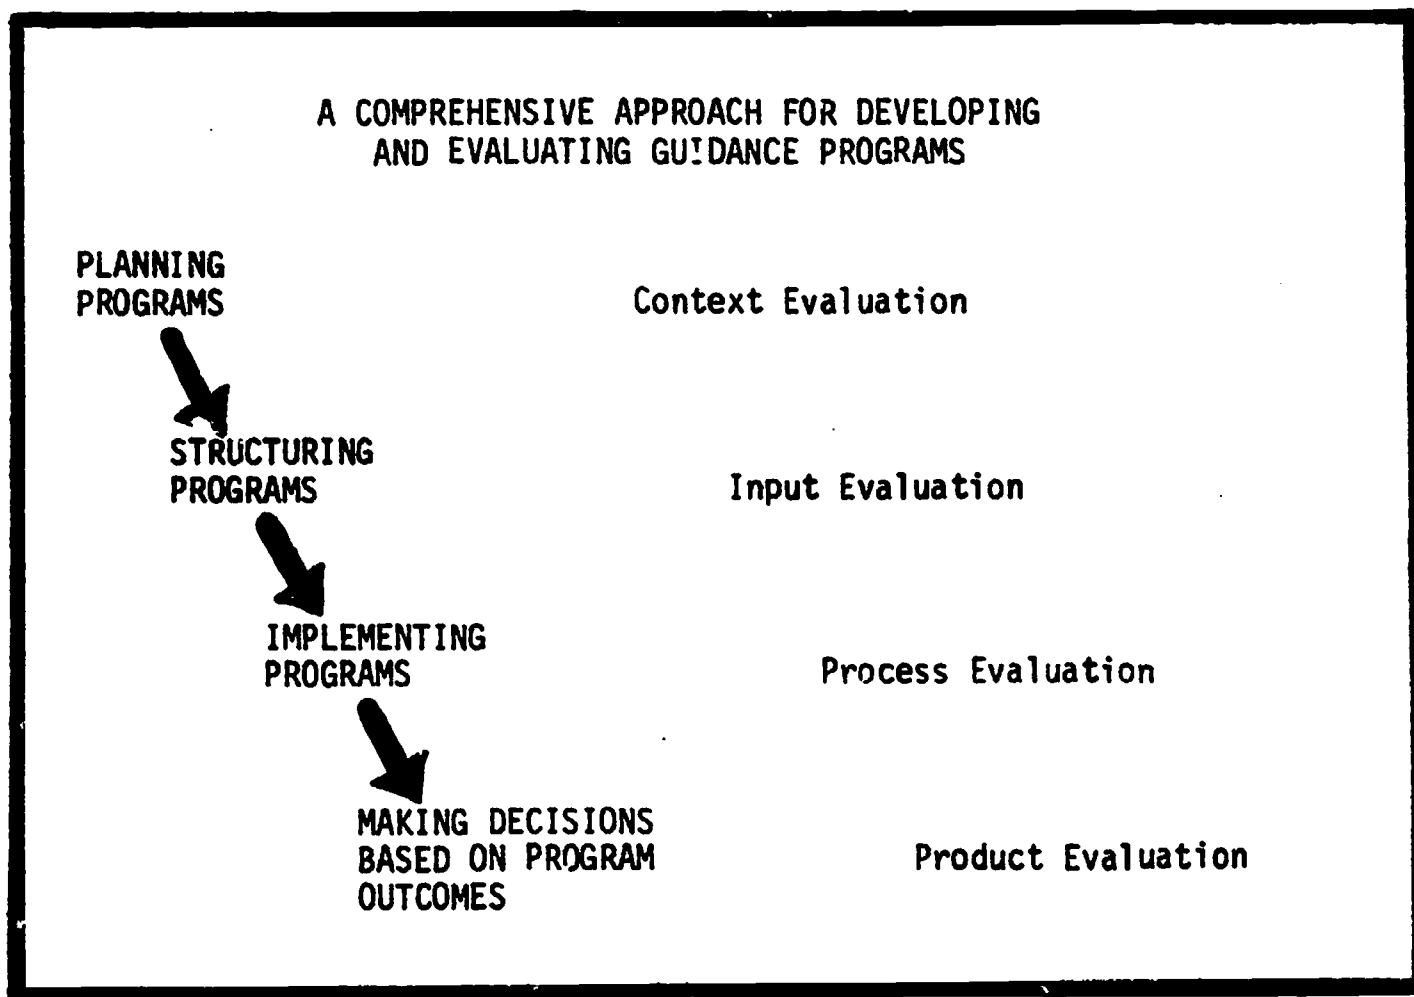 A COMPREHENSIVE APPROACH FOR DEVELOPING
AND EVALUATING GUIDANCE PROGRAMS
PLANNING
PROGRAMS
Context Evaluation
STRUCTURING
PROGRAMS
Input Evaluation
IMPLEMENTING
PROGRAMS
Process Evaluation
MAKING DECISIONS
BASED ON PROGRAM
OUTCOMES
Product Evaluation